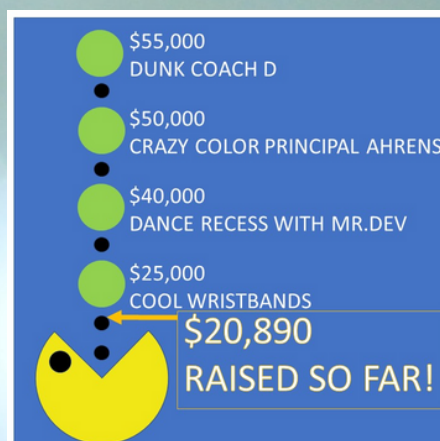 $55,000
DUNK COACH D
$50,000
CRAZY COLOR PRINCIPAL AHRENS
$40,000
DANCE RECESS WITH MR.DEV
$25,000
COOL WRISTBANDS
$20,890
RAISED SO FAR!